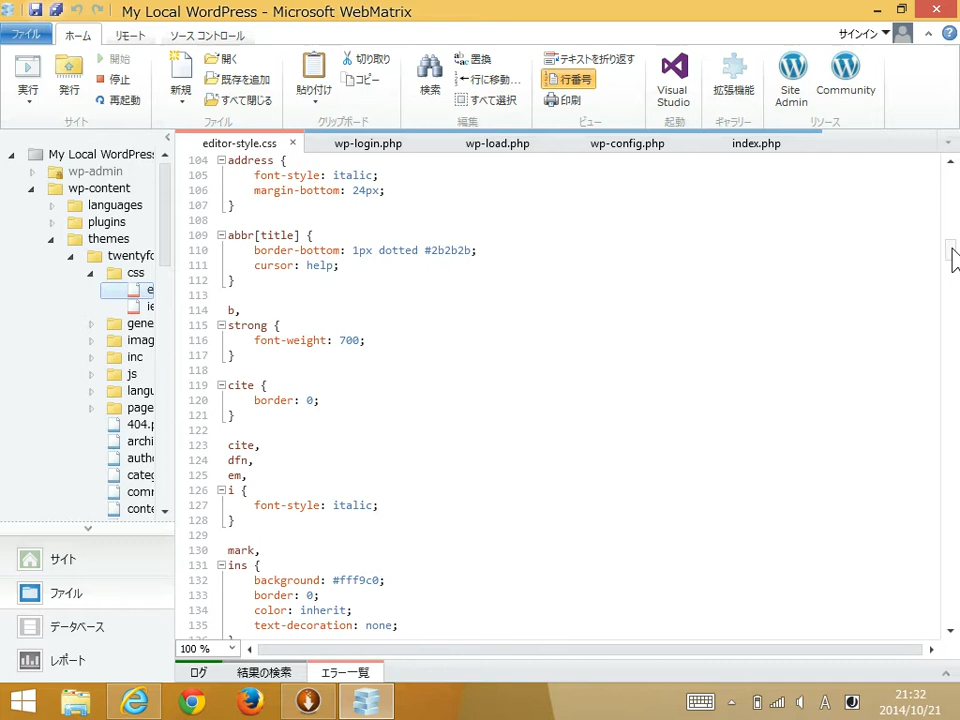 My Local WordPress - Microsoft WebMatrix
ファイル
ホーム
リモート
ソース コントロール
サインイン
実行
発行
開始
停止
再起動
サイト
新規
開く
既存を追加
すべて閉じる
ファイル
貼り付け
切り取り
コピー
クリップボード
検索
置換
行に移動...
すべて選択
編集
テキストを折り返す
行番号
印刷
ビュー
Visual Studio
起動
拡張機能
ギャラリー
Site Admin
Community
リソース
editor-style.css
wp-login.php
wp-load.php
wp-config.php
index.php
My Local WordPress
wp-admin
wp-content
languages
plugins
themes
twentyfo
css
e
ie
gene
imag
inc
js
langu
page
404.p
archi
autho
categ
comm
conte
サイト
ファイル
データベース
レポート
104 address {
105 font-style: italic;
106 margin-bottom: 24px;
107 }
108
109 abbr[title] {
110 border-bottom: 1px dotted #2b2b2b;
111 cursor: help;
112 }
113
114 b,
115 strong {
116 font-weight: 700;
117 }
118
119 cite {
120 border: 0;
121 }
122
123 cite,
124 dfn,
125 em,
126 i {
127 font-style: italic;
128 }
129
130 mark,
131 ins {
132 background: #fff9c0;
133 border: 0;
134 color: inherit;
135 text-decoration: none;
100 %
ログ
結果の検索
エラー一覧
A
21:32
2014/10/21